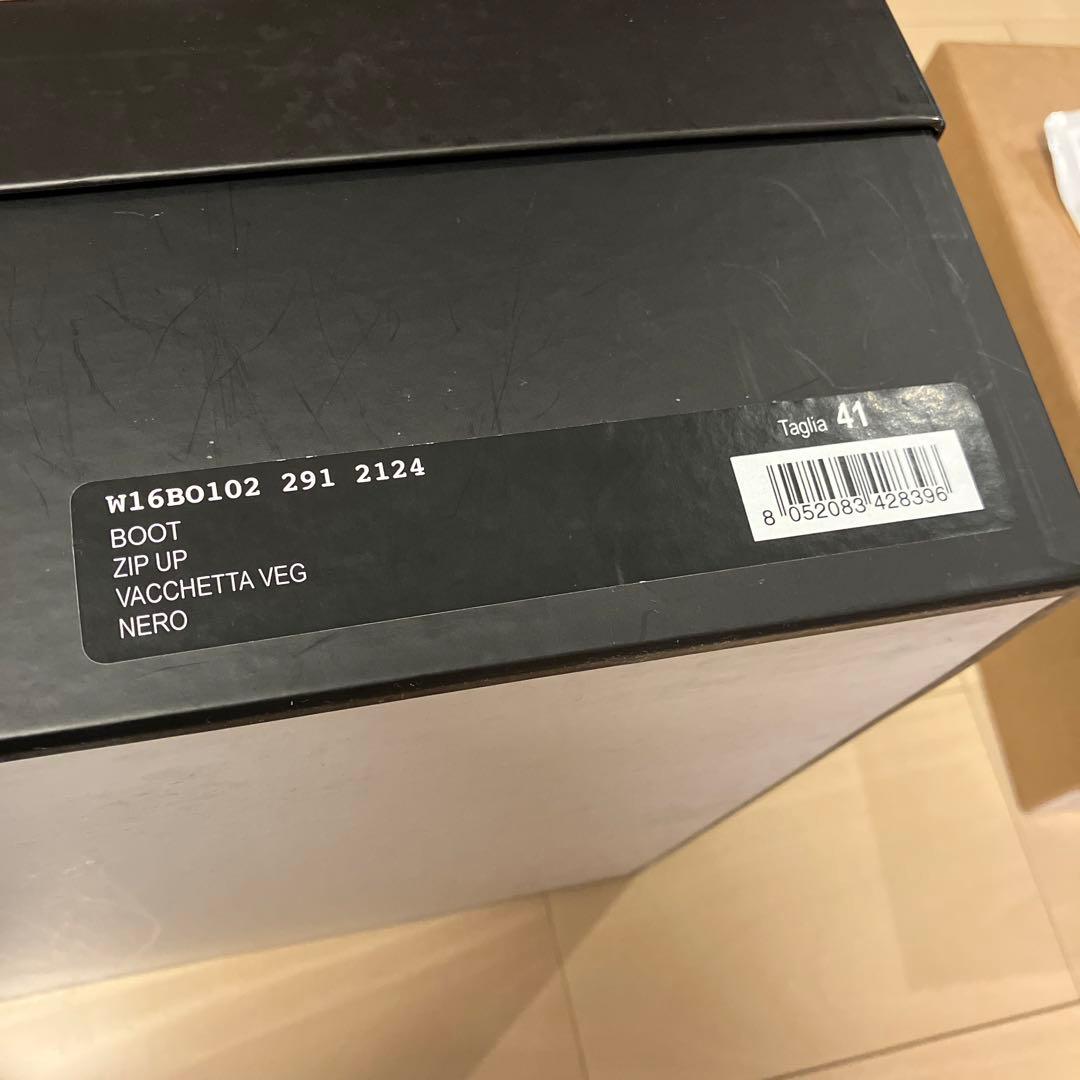 W16BO102 291 2124
BOOT
ZIP UP
VACCHETTA VEG
NERO
Taglia 41
8 052083 428396